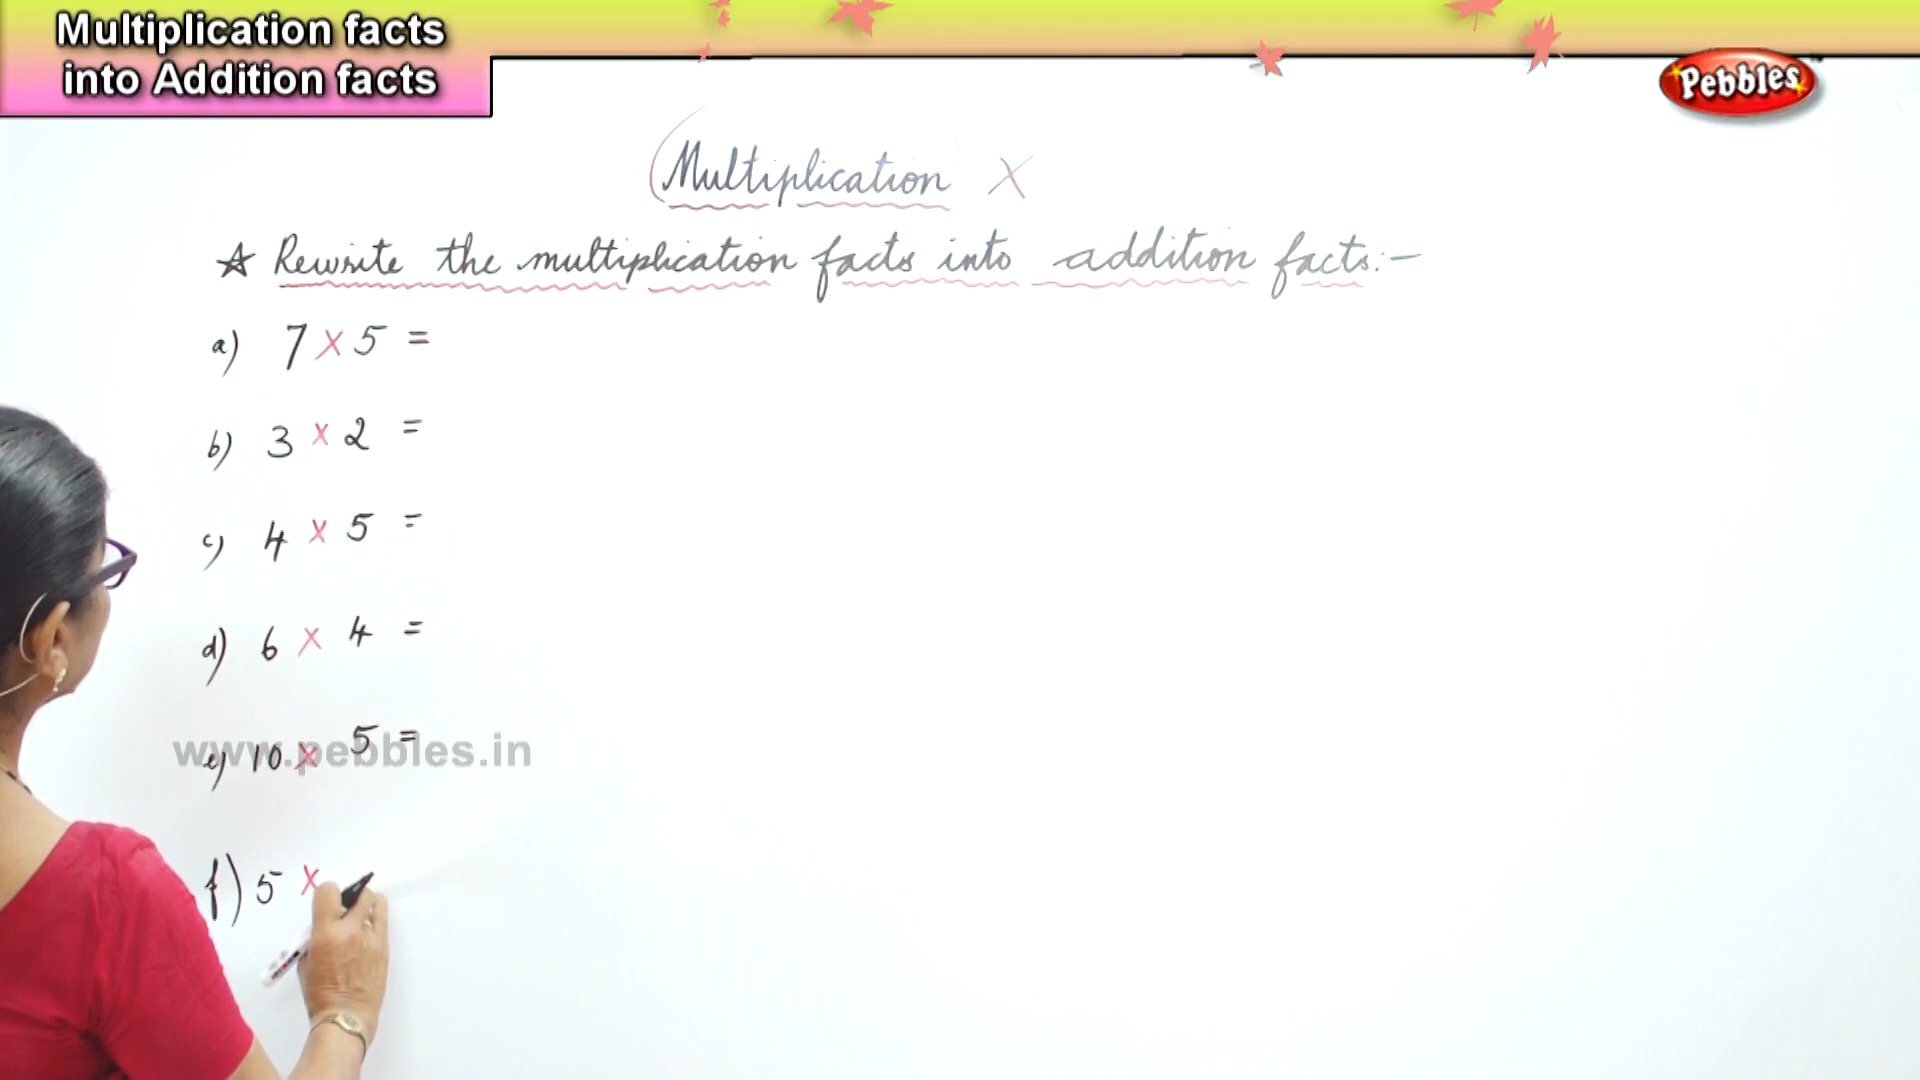 Multiplication facts
into Addition facts
Pebbles
Multiplication X
☆ Rewrite the multiplication facts into addition facts:-
a) 7 x 5 =
b) 3 x 2 =
c) 4 x 5 =
d) 6 x 4 =
e) 10 x 5 =
www.pebbles.in
f) 5 x